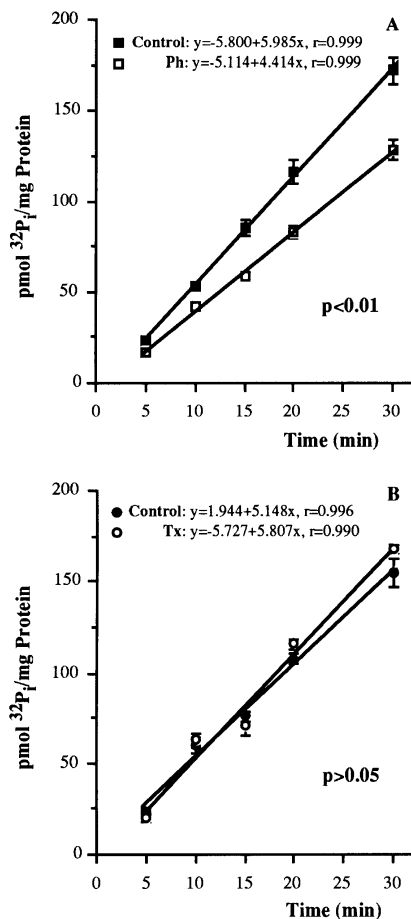 A
■ Control: y=-5.800+5.985x, r=0.999
□ Ph: y=-5.114+4.414x, r=0.999
200
150
100
50
0
pmol ³²Pᵢ/mg Protein
p<0.01
0 5 10 15 20 25 30
Time (min)
B
● Control: y=1.944+5.148x, r=0.996
○ Tx: y=-5.727+5.807x, r=0.990
200
150
100
50
0
pmol ³²Pᵢ/mg Protein
p>0.05
0 5 10 15 20 25 30
Time (min)